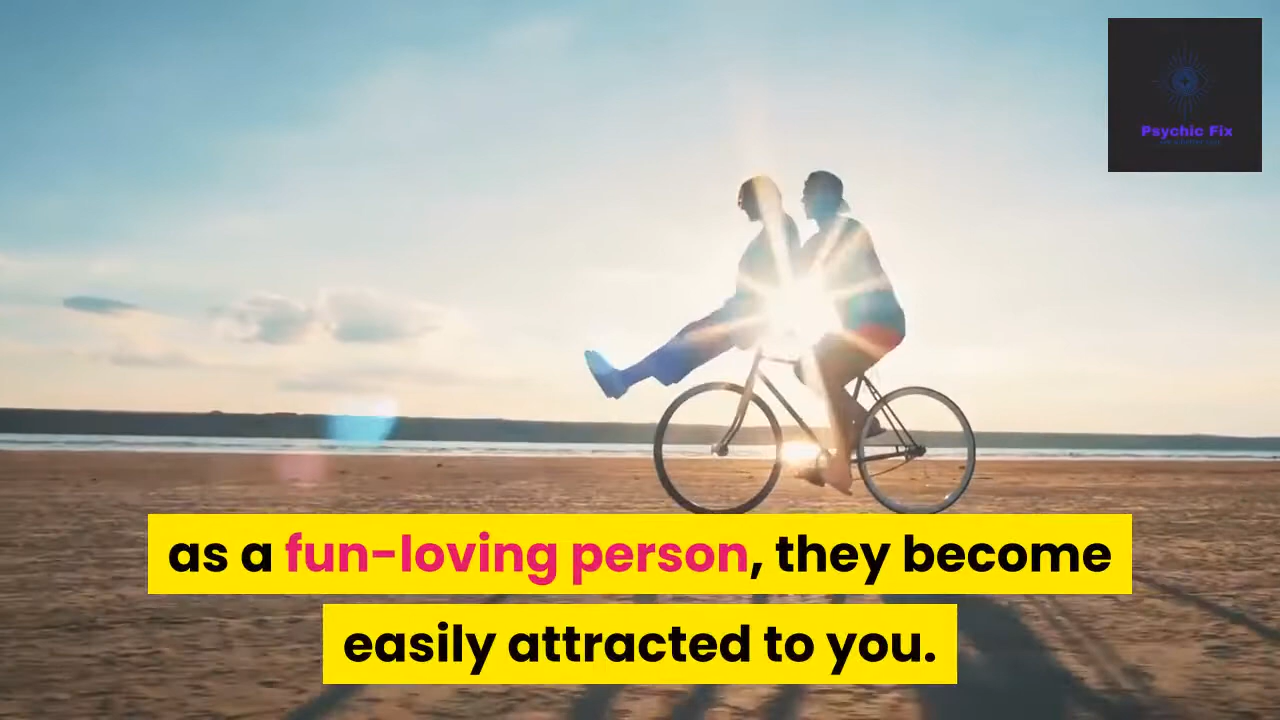 Psychic Fix
as a fun-loving person, they become
easily attracted to you.